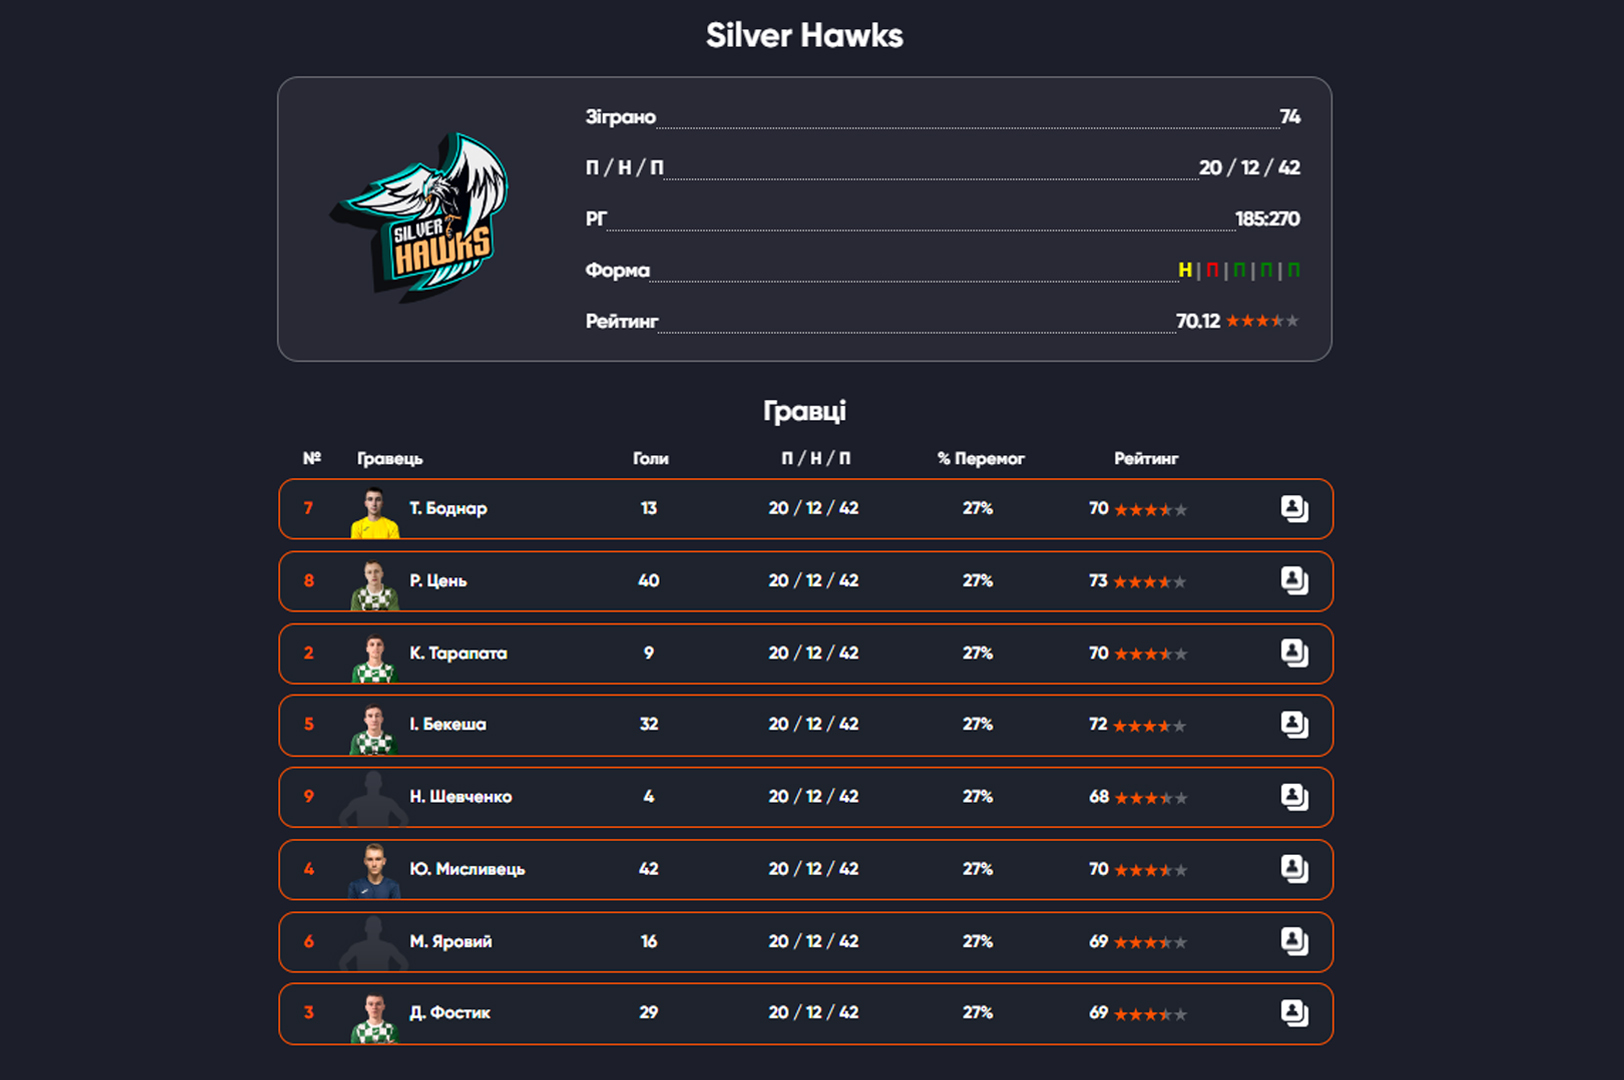 Silver Hawks
SILVER
HAWKS
Зіграно 74
П / Н / П 20 / 12 / 42
РГ 185:270
Форма Н | П | П | П | П
Рейтинг 70.12
Гравці
№ Гравець Голи П / Н / П % Перемог Рейтинг
7 Т. Боднар 13 20 / 12 / 42 27% 70
8 Р. Цень 40 20 / 12 / 42 27% 73
2 К. Тарапата 9 20 / 12 / 42 27% 70
5 І. Бекеша 32 20 / 12 / 42 27% 72
9 Н. Шевченко 4 20 / 12 / 42 27% 68
4 Ю. Мисливець 42 20 / 12 / 42 27% 70
6 М. Яровий 16 20 / 12 / 42 27% 69
3 Д. Фостик 29 20 / 12 / 42 27% 69